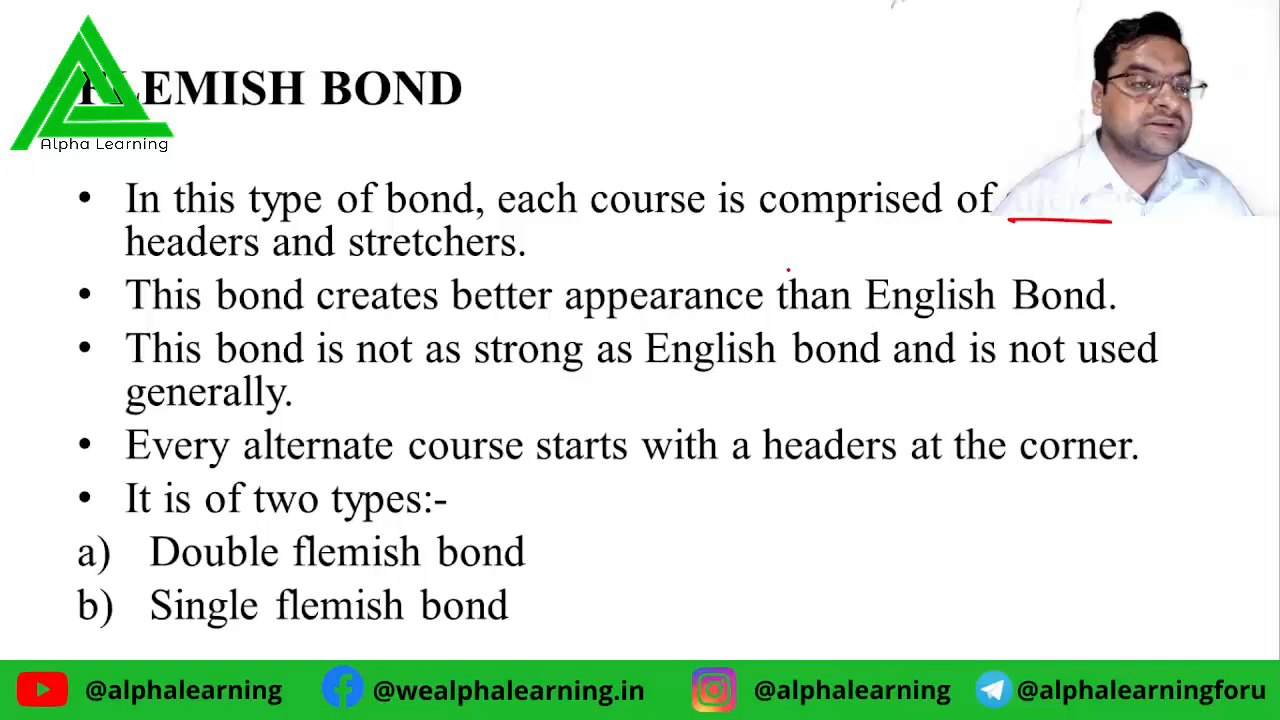 Alpha Learning
FLEMISH BOND
• In this type of bond, each course is comprised of
headers and stretchers.
• This bond creates better appearance than English Bond.
• This bond is not as strong as English bond and is not used
generally.
• Every alternate course starts with a headers at the corner.
• It is of two types:-
a) Double flemish bond
b) Single flemish bond
@alphalearning @wealphalearning.in @alphalearning @alphalearningforu